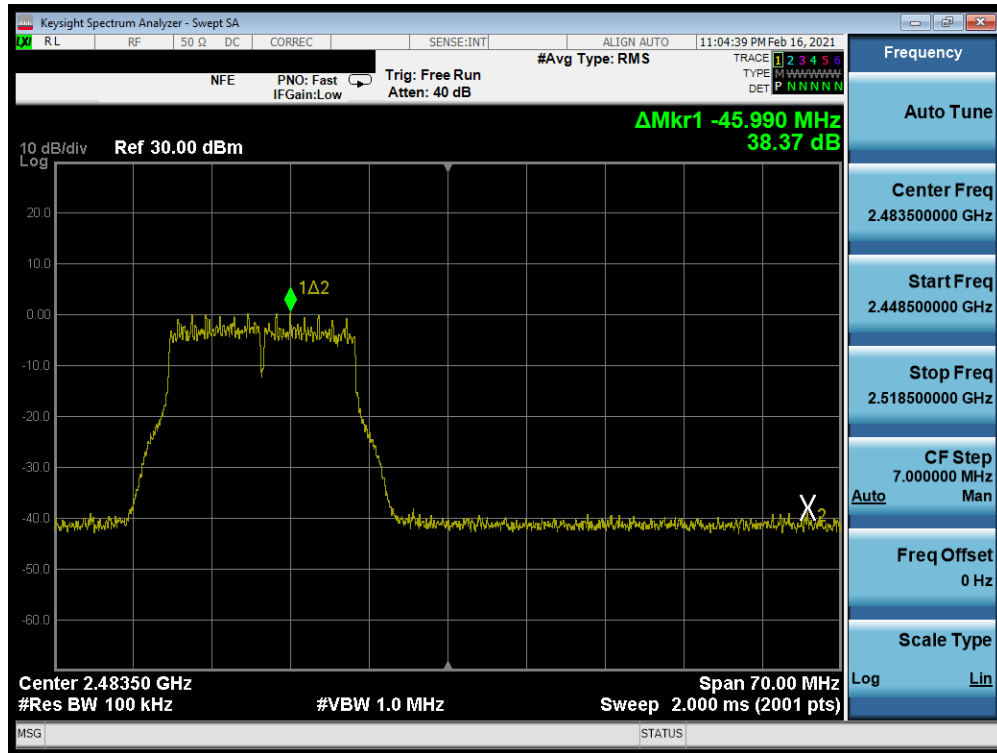 Keysight Spectrum Analyzer - Swept SA
LXI RL RF 50 Ω DC CORREC SENSE:INT ALIGN AUTO 11:04:39 PM Feb 16, 2021
NFE PNO: Fast Trig: Free Run #Avg Type: RMS TRACE 1 2 3 4 5 6
IFGain:Low Atten: 40 dB TYPE M WWWWW
DET P N N N N N
ΔMkr1 -45.990 MHz
38.37 dB
10 dB/div Ref 30.00 dBm
Log
20.0
10.0
0.00
-10.0
-20.0
-30.0
-40.0
-50.0
-60.0
1Δ2
X2
Center 2.48350 GHz Span 70.00 MHz
#Res BW 100 kHz #VBW 1.0 MHz Sweep 2.000 ms (2001 pts)
MSG STATUS
Frequency
Auto Tune
Center Freq
2.483500000 GHz
Start Freq
2.448500000 GHz
Stop Freq
2.518500000 GHz
CF Step
7.000000 MHz
Auto Man
Freq Offset
0 Hz
Scale Type
Log Lin